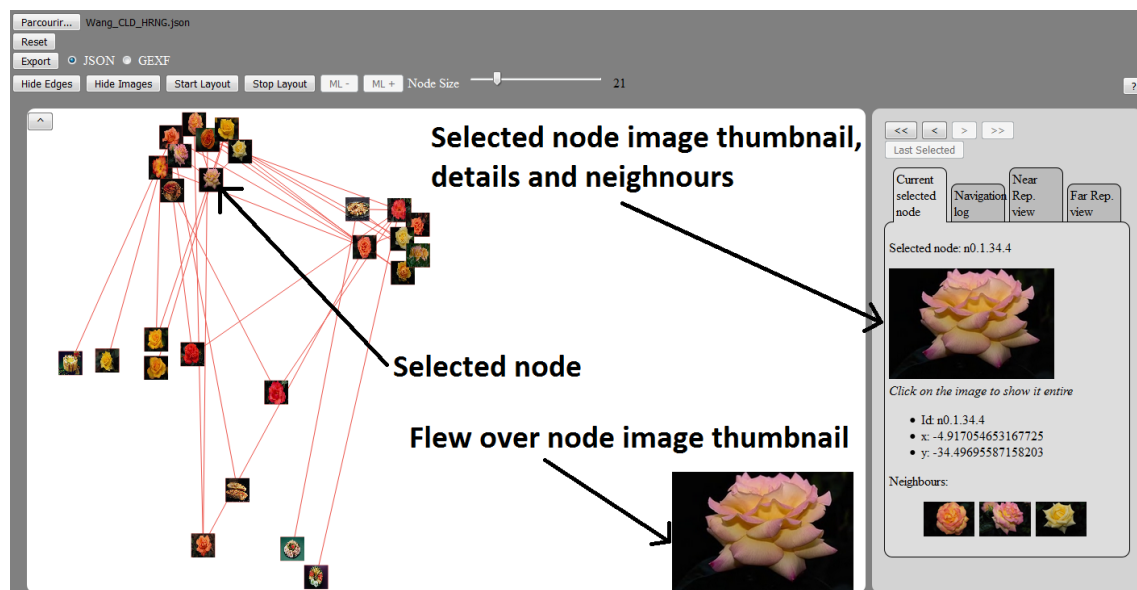 Parcourir... Wang_CLD_HRNG.json
Reset
Export JSON GEXF
Hide Edges Hide Images Start Layout Stop Layout ML - ML + Node Size 21
?
^
Selected node image thumbnail,
details and neighnours
Selected node
Flew over node image thumbnail
<< < > >>
Last Selected
Current
selected
node
Navigation
log
Near
Rep.
view
Far Rep.
view
Selected node: n0.1.34.4
Click on the image to show it entire
• Id: n0.1.34.4
• x: -4.917054653167725
• y: -34.49695587158203
Neighbours: